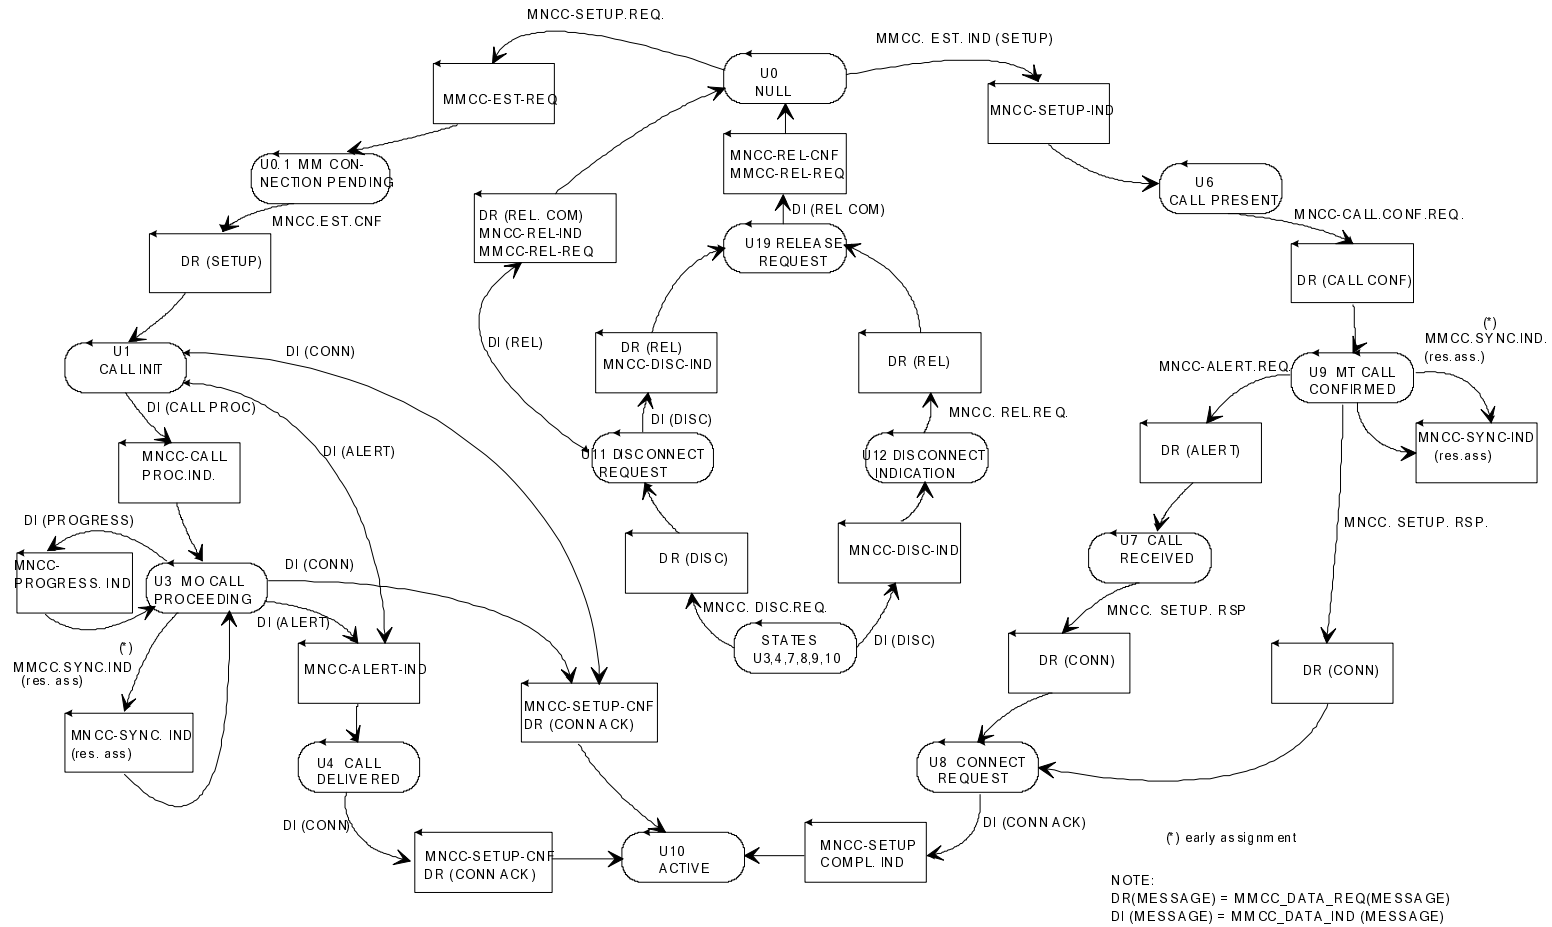 MNCC-SETUP.REQ.
MMCC. EST. IND (SETUP)
U0
NULL
MMCC-EST-REQ
MNCC-SETUP-IND
MNCC-REL-CNF
MMCC-REL-REQ
U0.1 MM CON-
NECTION PENDING
U6
CALL PRESENT
MNCC.EST.CNF
DR (REL. COM)
MNCC-REL-IND
MMCC-REL-REQ
DI (REL COM)
MNCC-CALL.CONF.REQ.
DR (SETUP)
U19 RELEASE
REQUEST
DR (CALL CONF)
(*)
MMCC.SYNC.IND.
(res.ass.)
U1
CALL INIT
DI (CONN)
DI (REL)
DR (REL)
MNCC-DISC-IND
DR (REL)
MNCC-ALERT.REQ.
U9 MT CALL
CONFIRMED
DI (CALL PROC)
DI (DISC)
MNCC. REL.REQ.
MNCC-CALL
PROC.IND.
DI (ALERT)
U11 DISCONNECT
REQUEST
U12 DISCONNECT
INDICATION
DR (ALERT)
MNCC-SYNC-IND
(res.ass)
DI (PROGRESS)
MNCC. SETUP. RSP.
MNCC-
PROGRESS. IND
U3 MO CALL
PROCEEDING
DI (CONN)
DR (DISC)
MNCC-DISC-IND
U7 CALL
RECEIVED
DI (ALERT)
MNCC. DISC.REQ.
MNCC. SETUP. RSP
(*)
MMCC.SYNC.IND
(res. ass)
MNCC-ALERT-IND
STATES
U3,4,7,8,9,10
DI (DISC)
DR (CONN)
DR (CONN)
MNCC-SETUP-CNF
DR (CONN ACK)
MNCC-SYNC. IND
(res. ass)
U4 CALL
DELIVERED
U8 CONNECT
REQUEST
DI (CONN)
DI (CONN ACK)
MNCC-SETUP-CNF
DR (CONN ACK)
U10
ACTIVE
MNCC-SETUP
COMPL. IND
(*) early assignment
NOTE:
DR(MESSAGE) = MMCC_DATA_REQ(MESSAGE)
DI (MESSAGE) = MMCC_DATA_IND (MESSAGE)